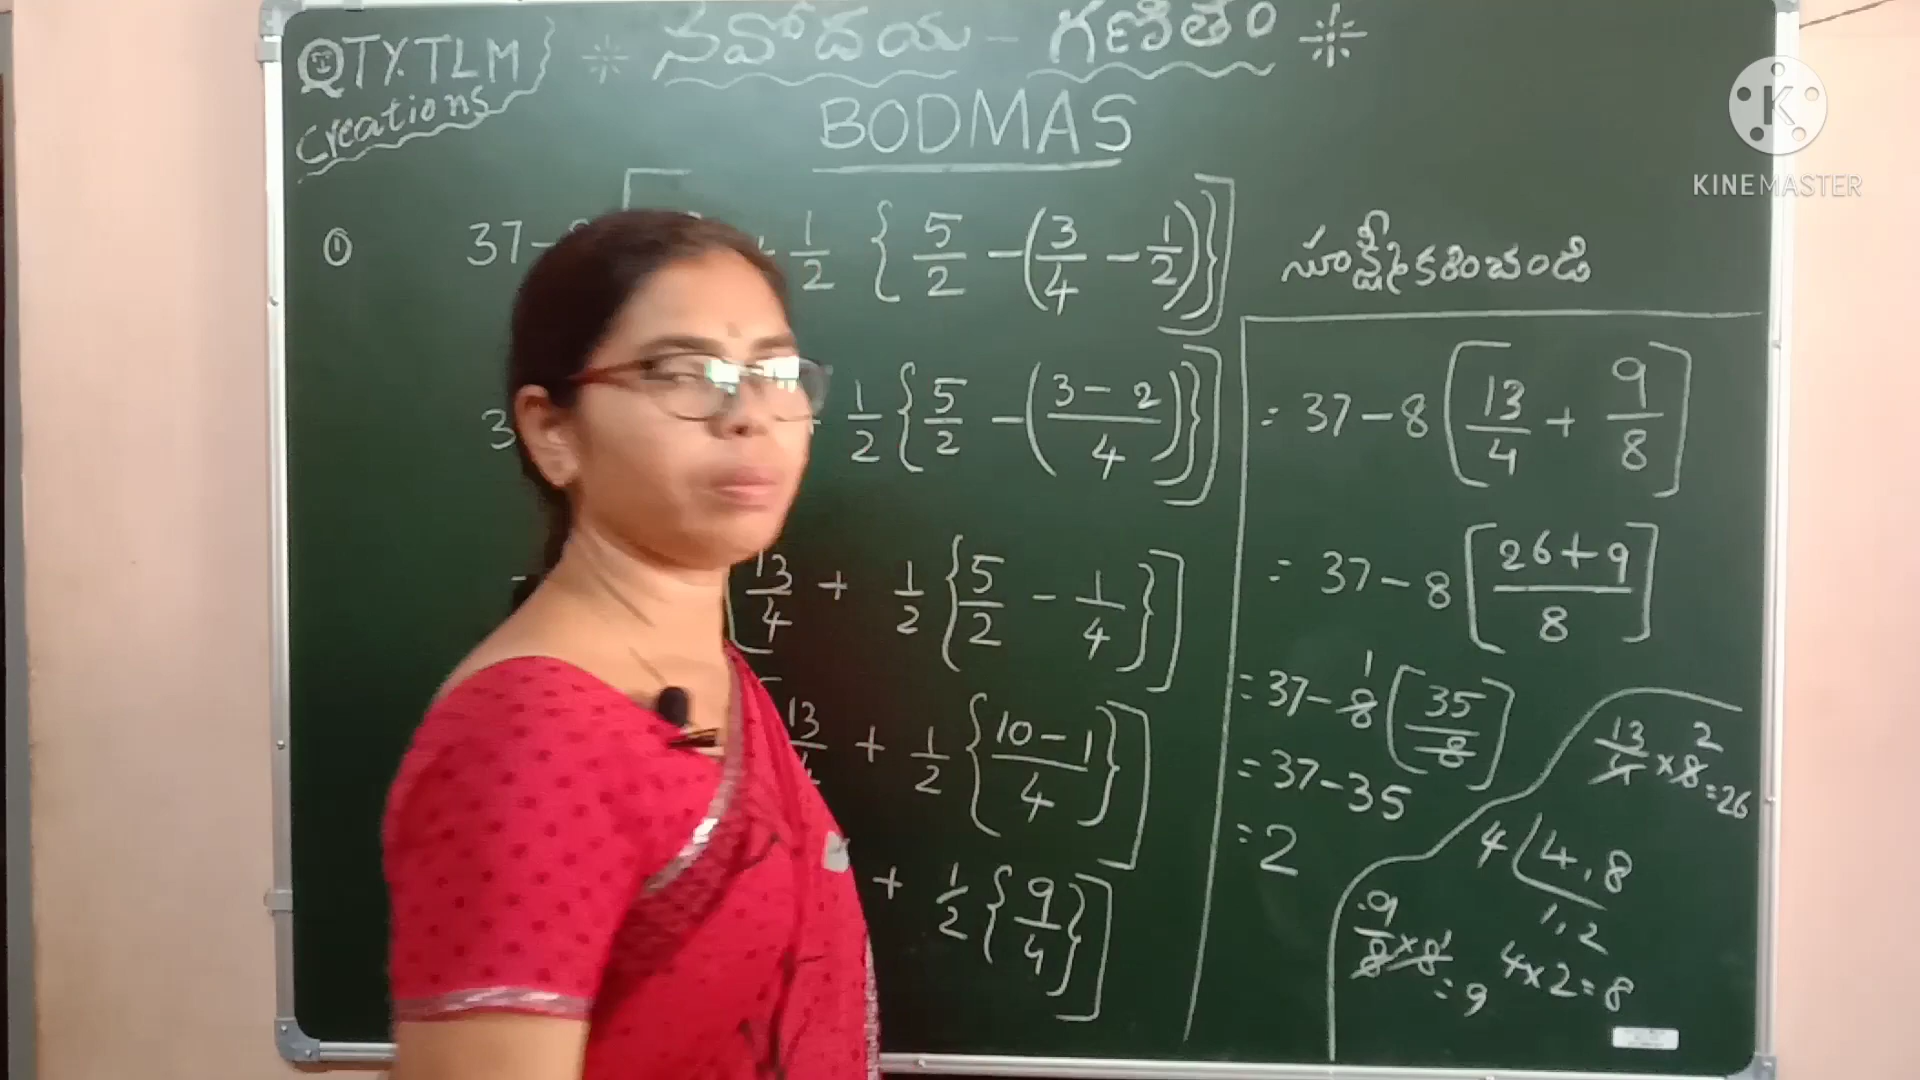 QTY.TLM
Creations
* నవోదయ - గణితం *
BODMAS
① 37-8[ + 1/2 {5/2 -(3/4 - 1/2)}] సూక్ష్మీకరించండి
3 + 1/2{5/2 -((3 - 2)/4)}]
[13/4 + 1/2{5/2 - 1/4}]
13/4 + 1/2{(10-1)/4}]
+ 1/2{9/4}]
= 37-8[13/4 + 9/8]
= 37-8[(26+9)/8]
= 37-8[35/8] 1
= 37-35
= 2
13/4 × 8 2 = 26
4 | 4, 8
1, 2
4×2=8
9/8 × 8 1 = 9
K
KINEMASTER